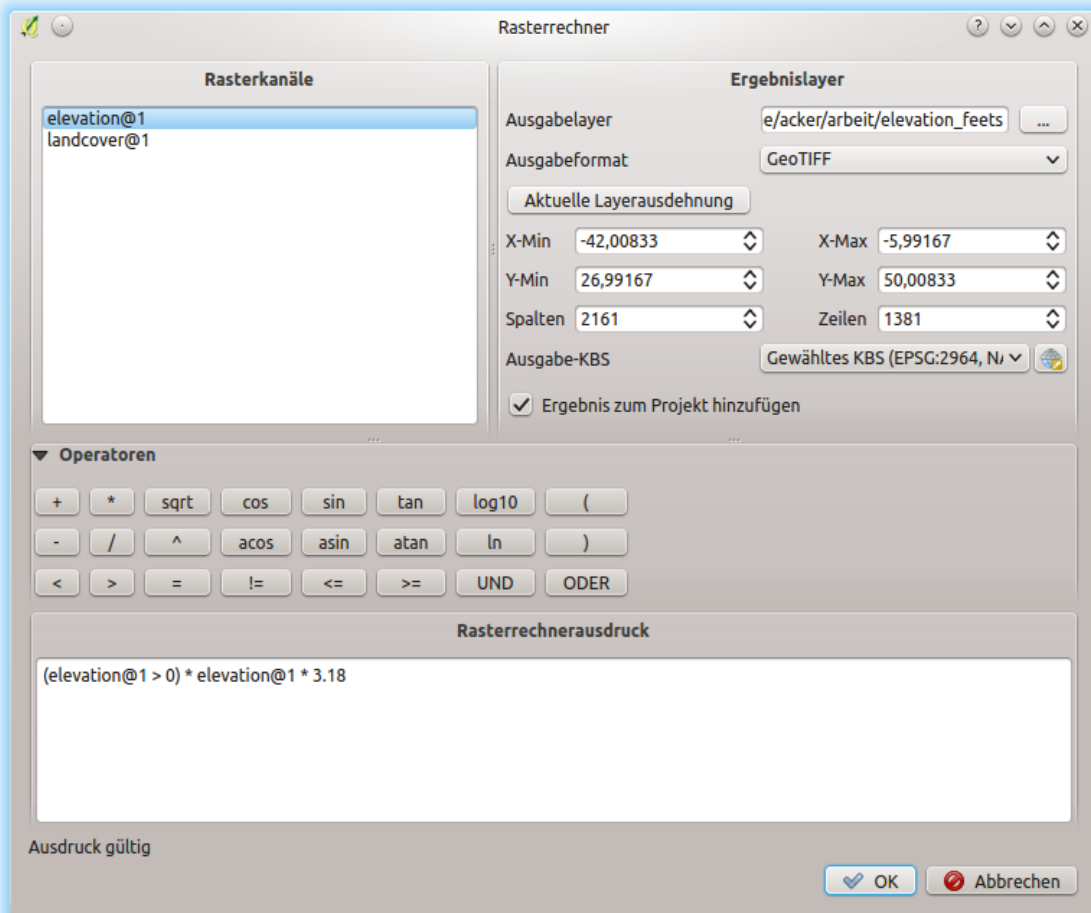 Rasterrechner
Rasterkanäle
elevation@1
landcover@1
Ergebnislayer
Ausgabelayer e/acker/arbeit/elevation_feets ...
Ausgabeformat GeoTIFF
Aktuelle Layerausdehnung
X-Min -42,00833 X-Max -5,99167
Y-Min 26,99167 Y-Max 50,00833
Spalten 2161 Zeilen 1381
Ausgabe-KBS Gewähltes KBS (EPSG:2964, NA
Ergebnis zum Projekt hinzufügen
Operatoren
+ * sqrt cos sin tan log10 (
- / ^ acos asin atan ln )
< > = != <= >= UND ODER
Rasterrechnerausdruck
(elevation@1 > 0) * elevation@1 * 3.18
Ausdruck gültig
OK Abbrechen